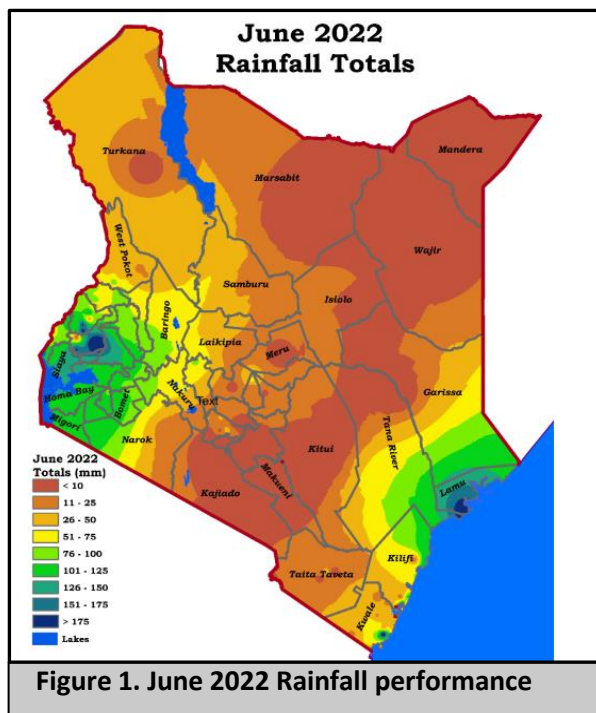 June 2022
Rainfall Totals
Mandera
Turkana
Marsabit
Wajir
West Pokot
Samburu
Isiolo
Baringo
Laikipia
Meru
Siaya
Homa Bay
Bomet
Nakuru
Text
Garissa
Migori
Narok
Kitui
Tana River
Lamu
Kajiado
Makueni
Kilifi
Taita Taveta
Kwale
June 2022
Totals (mm)
< 10
11 - 25
26 - 50
51 - 75
76 - 100
101 - 125
126 - 150
151 - 175
> 175
Lakes
Figure 1. June 2022 Rainfall performance